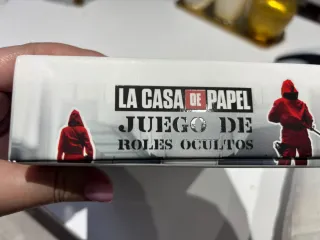 LA CASA DE PAPEL
JUEGO DE
ROLES OCULTOS